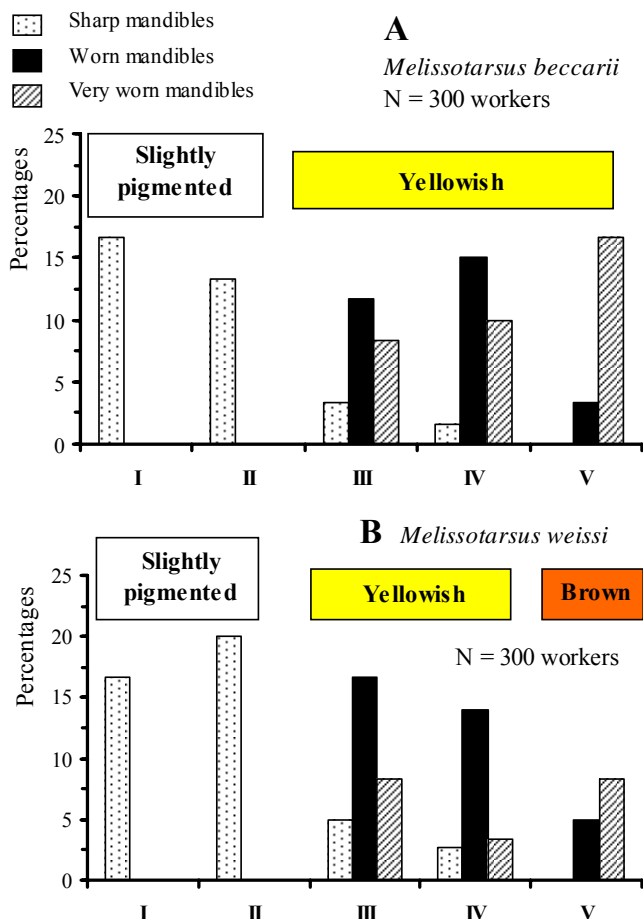 Sharp mandibles
Worn mandibles
Very worn mandibles
A
Melissotarsus beccarii
N = 300 workers
Percentages
25
20
15
10
5
0
Slightly
pigmented
Yellowish
I II III IV V
B Melissotarsus weissi
Percentages
25
20
15
10
5
0
Slightly
pigmented
Yellowish
Brown
N = 300 workers
I II III IV V